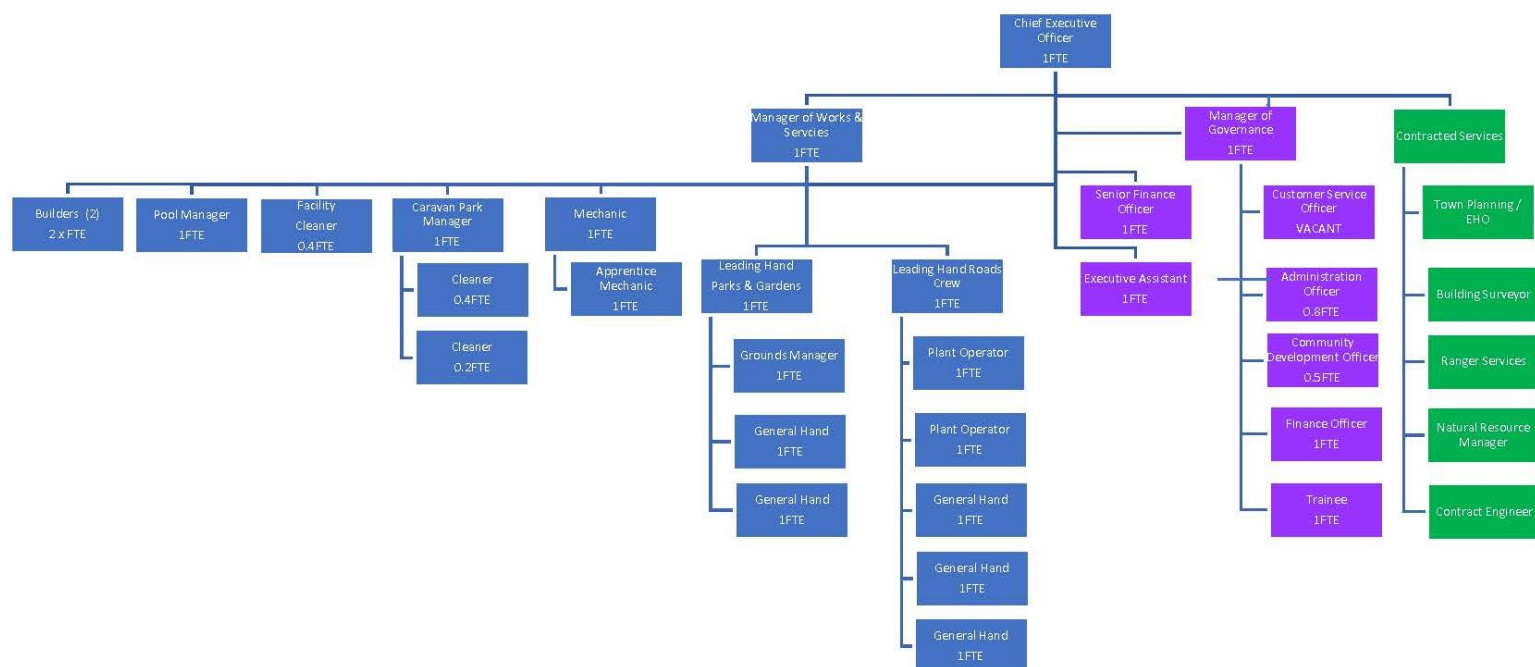 Chief Executive
Officer
1FTE
Manager of Works &
Servcies
1FTE
Manager of
Governance
1FTE
Contracted Services
Builders (2)
2 x FTE
Pool Manager
1FTE
Facility
Cleaner
0.4FTE
Caravan Park
Manager
1FTE
Mechanic
1FTE
Senior Finance
Officer
1FTE
Customer Service
Officer
VACANT
Town Planning /
EHO
Cleaner
0.4FTE
Apprentice
Mechanic
1FTE
Leading Hand
Parks & Gardens
1FTE
Leading Hand Roads
Crew
1FTE
Executive Assistant
1FTE
Administration
Officer
0.8FTE
Building Surveyor
Cleaner
0.2FTE
Grounds Manager
1FTE
Plant Operator
1FTE
Community
Development Officer
0.5FTE
Ranger Services
General Hand
1FTE
Plant Operator
1FTE
Finance Officer
1FTE
Natural Resource
Manager
General Hand
1FTE
General Hand
1FTE
Trainee
1FTE
Contract Engineer
General Hand
1FTE
General Hand
1FTE